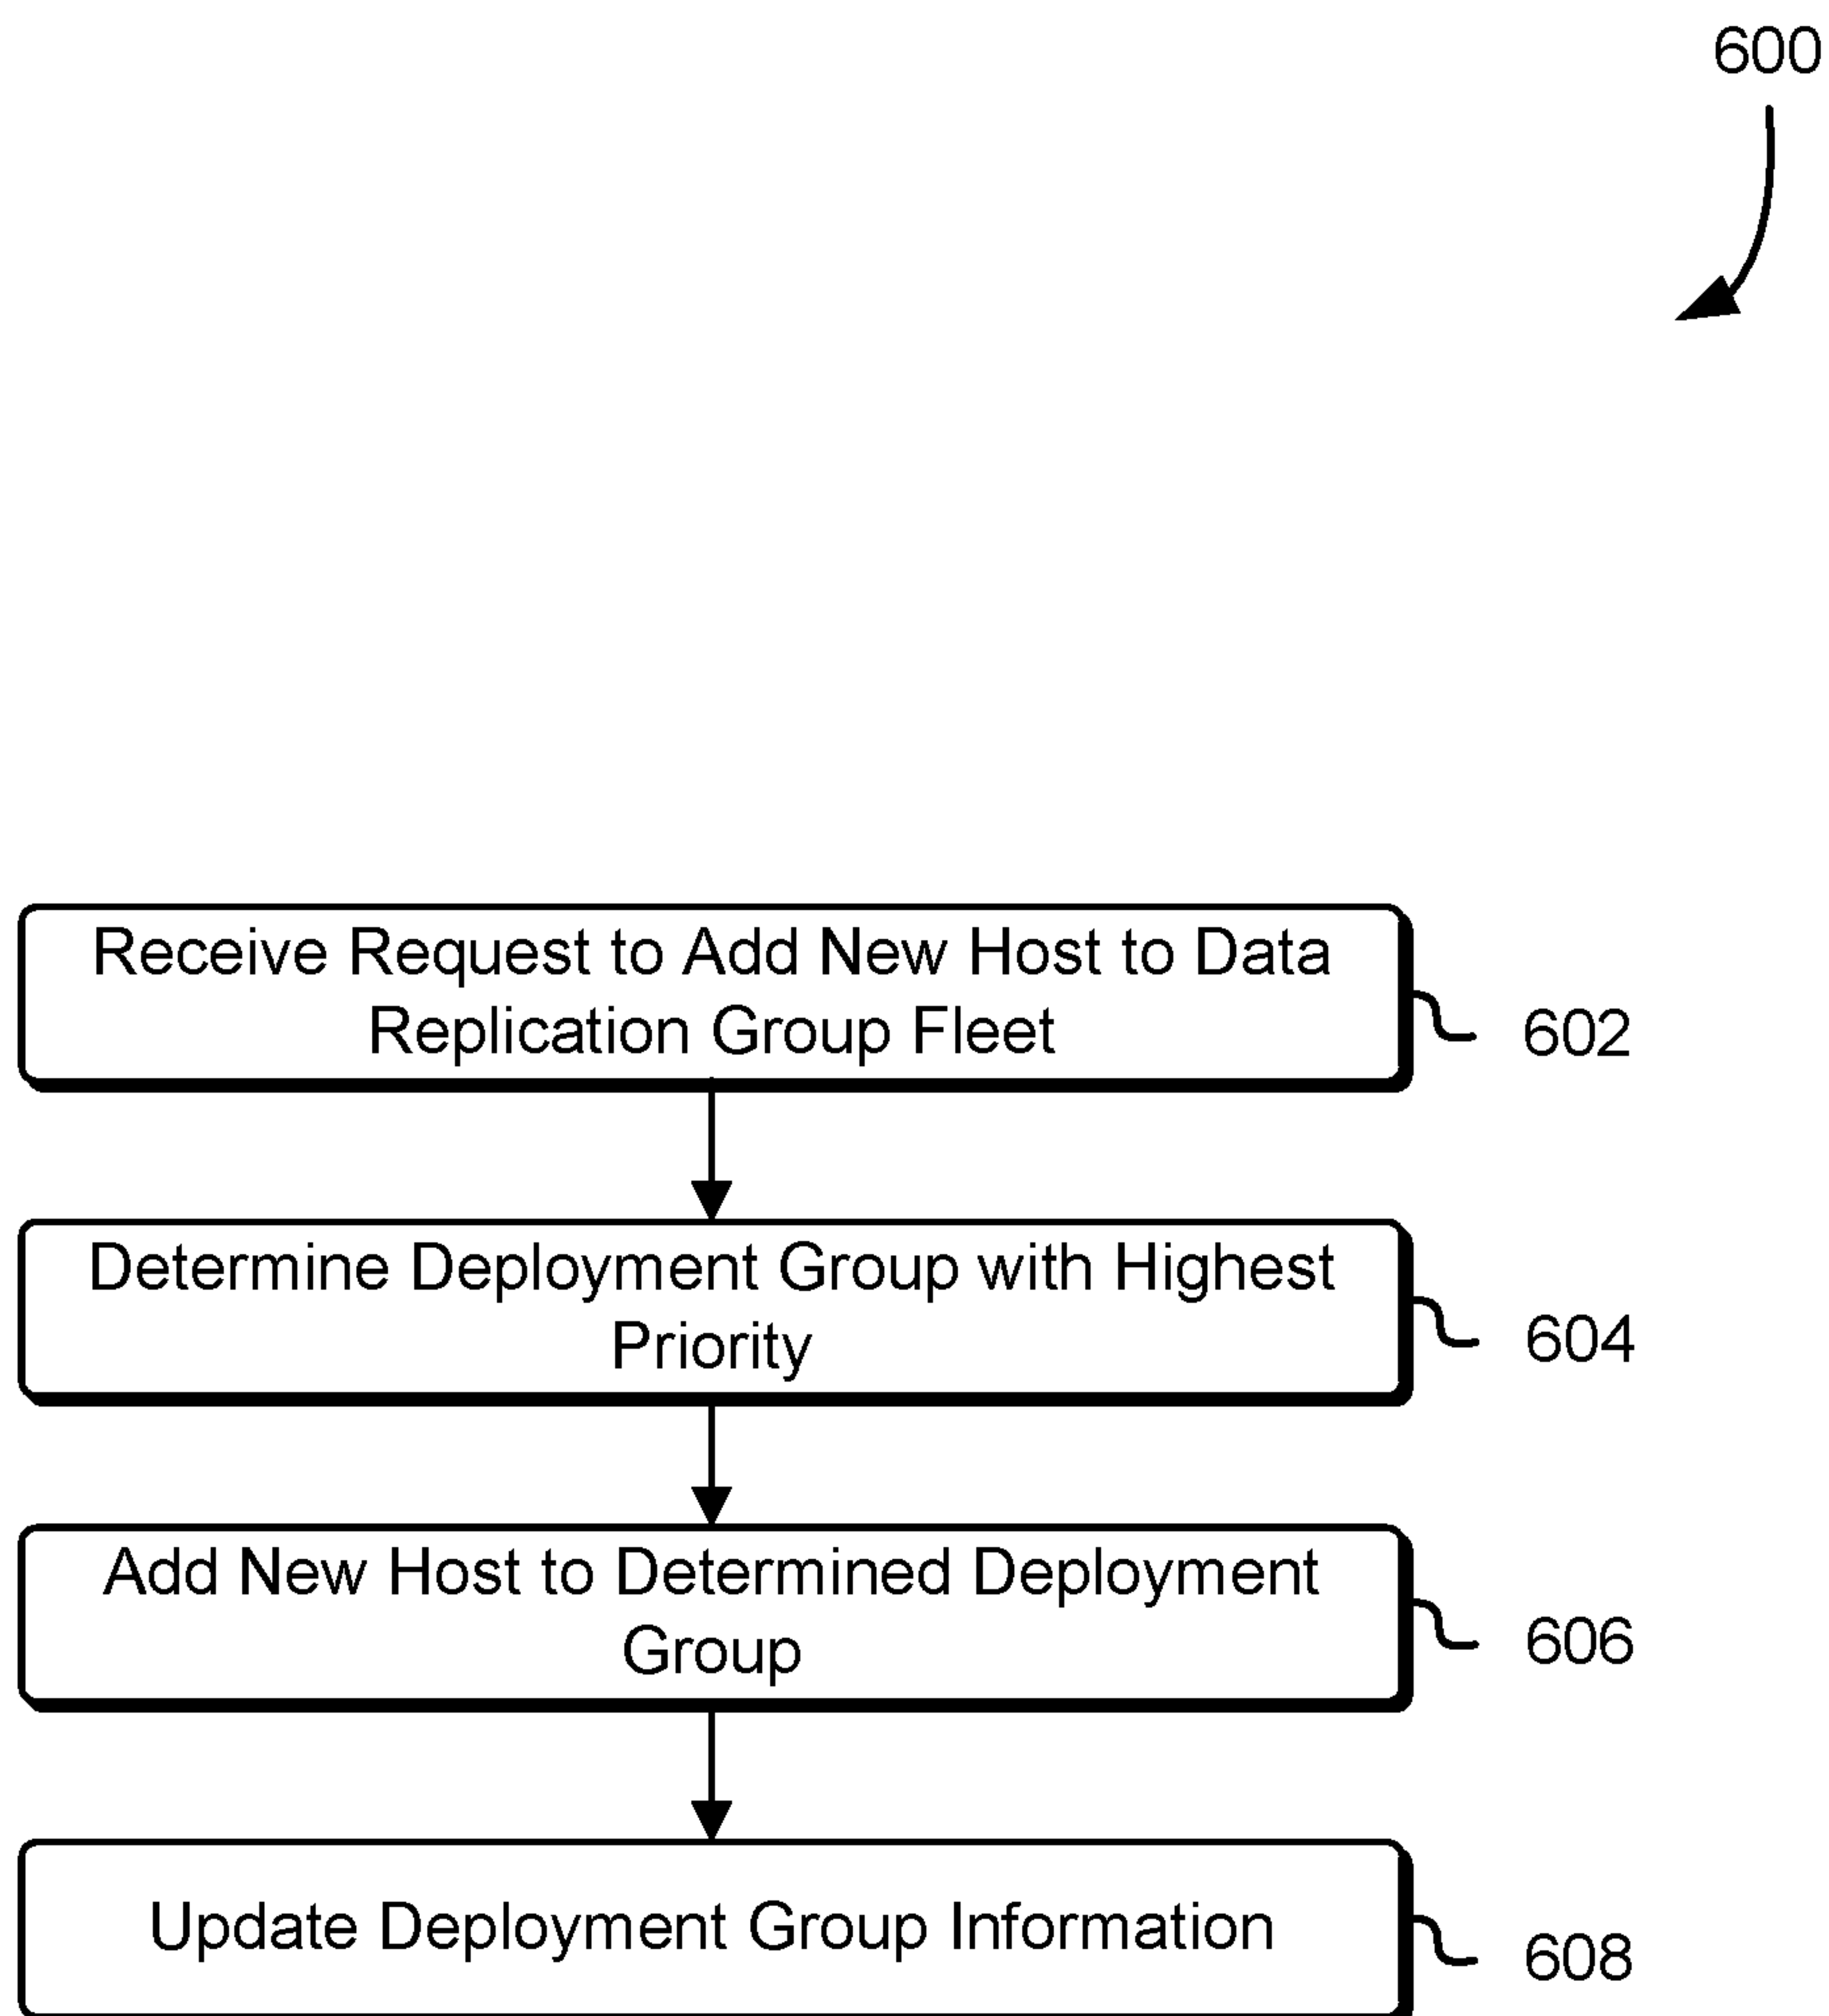 600
Receive Request to Add New Host to Data
Replication Group Fleet
602
Determine Deployment Group with Highest
Priority
604
Add New Host to Determined Deployment
Group
606
Update Deployment Group Information
608